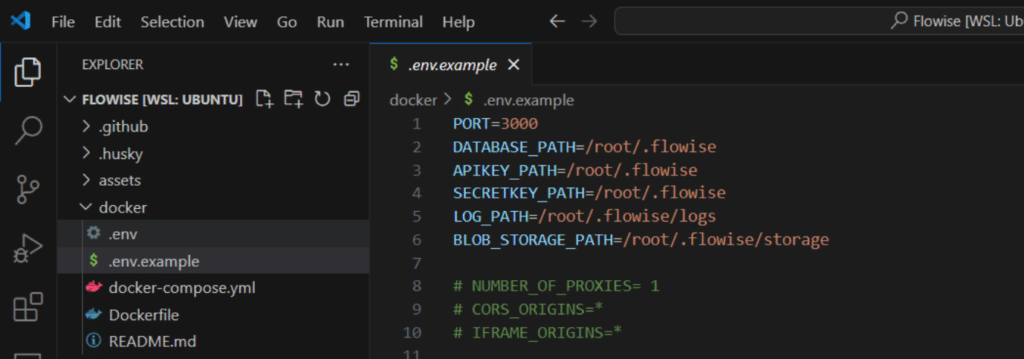 File Edit Selection View Go Run Terminal Help Flowise [WSL: Ub
EXPLORER ...
$ .env.example
FLOWISE [WSL: UBUNTU]
.github
.husky
assets
docker
.env
$ .env.example
docker-compose.yml
Dockerfile
README.md
docker > $ .env.example
1 PORT=3000
2 DATABASE_PATH=/root/.flowise
3 APIKEY_PATH=/root/.flowise
4 SECRETKEY_PATH=/root/.flowise
5 LOG_PATH=/root/.flowise/logs
6 BLOB_STORAGE_PATH=/root/.flowise/storage
7
8 # NUMBER_OF_PROXIES= 1
9 # CORS_ORIGINS=*
10 # IFRAME_ORIGINS=*
11